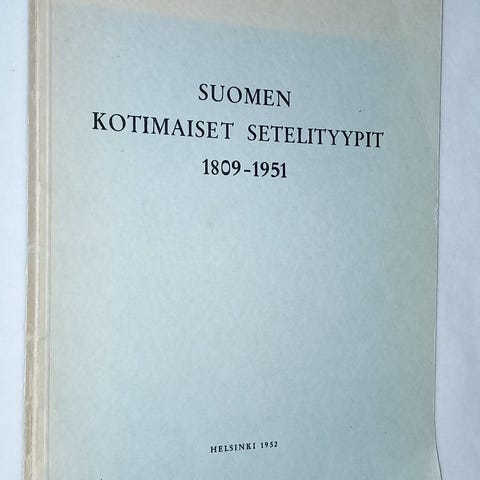 SUOMEN
KOTIMAISET SETELITYYPIT
1809-1951
HELSINKI 1952